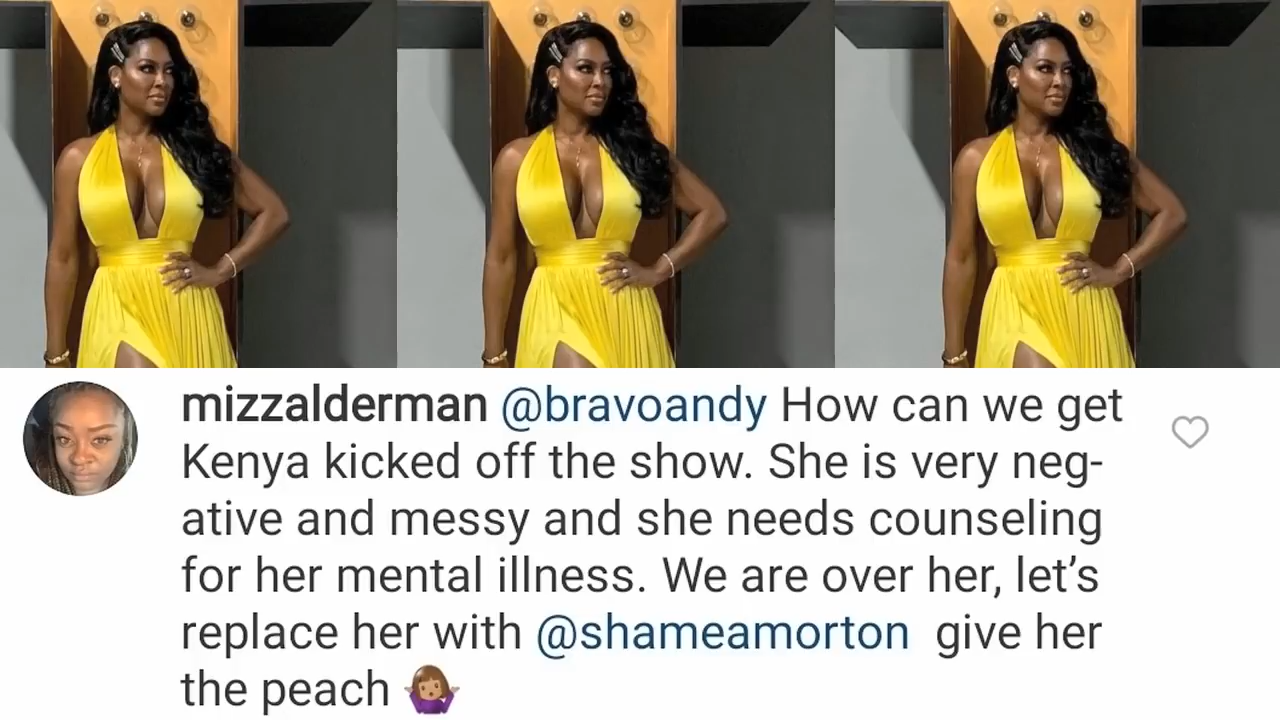 mizzalderman @bravoandy How can we get
Kenya kicked off the show. She is very neg-
ative and messy and she needs counseling
for her mental illness. We are over her, let’s
replace her with @shameamorton give her
the peach 🤷🏽‍♀️